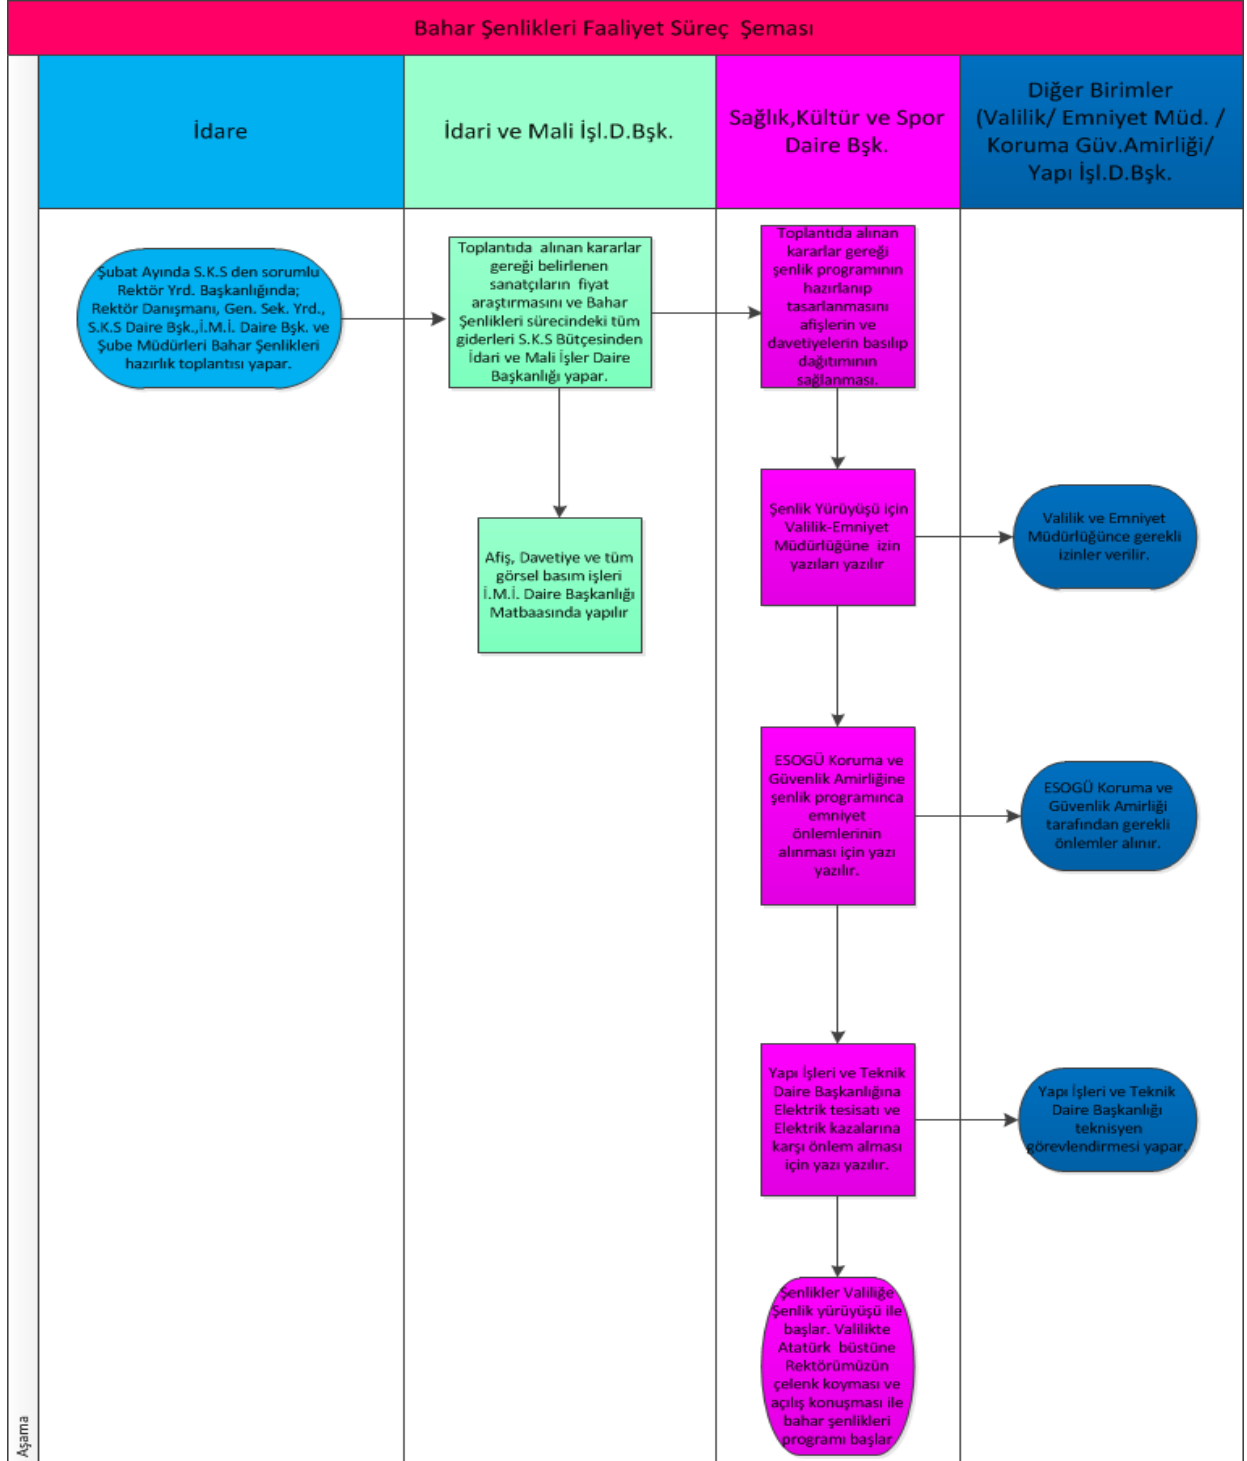 Bahar Şenlikleri Faaliyet Süreç Şeması
İdare
İdari ve Mali İşl.D.Bşk.
Sağlık,Kültür ve Spor
Daire Bşk.
Diğer Birimler
(Valilik/ Emniyet Müd. /
Koruma Güv.Amirliği/
Yapı İşl.D.Bşk.
Şubat Ayında S.K.S den sorumlu
Rektör Yrd. Başkanlığında;
Rektör Danışmanı, Gen. Sek. Yrd.,
S.K.S Daire Bşk.,İ.M.İ. Daire Bşk. ve
Şube Müdürleri Bahar Şenlikleri
hazırlık toplantısı yapar.
Toplantıda alınan kararlar
gereği belirlenen
sanatçıların fiyat
araştırmasını ve Bahar
Şenlikleri sürecindeki tüm
giderleri S.K.S Bütçesinden
İdari ve Mali İşler Daire
Başkanlığı yapar.
Toplantıda alınan
kararlar gereği
şenlik programının
hazırlanıp
tasarlanmasını
afişlerin ve
davetiyelerin basılıp
dağıtımının
sağlanması.
Afiş, Davetiye ve tüm
görsel basım işleri
İ.M.İ. Daire Başkanlığı
Matbaasında yapılır
Şenlik Yürüyüşü için
Valilik-Emniyet
Müdürlüğüne izin
yazıları yazılır
Valilik ve Emniyet
Müdürlüğünce gerekli
izinler verilir.
ESOGÜ Koruma ve
Güvenlik Amirliğine
şenlik programınca
emniyet
önlemlerinin
alınması için yazı
yazılır.
ESOGÜ Koruma ve
Güvenlik Amirliği
tarafından gerekli
önlemler alınır.
Yapı İşleri ve Teknik
Daire Başkanlığına
Elektrik tesisatı ve
Elektrik kazalarına
karşı önlem alması
için yazı yazılır.
Yapı İşleri ve Teknik
Daire Başkanlığı
teknisyen
görevlendirmesi yapar.
Şenlikler Valiliğe
Şenlik yürüyüşü ile
başlar. Valilikte
Atatürk büstüne
Rektörümüzün
çelenk koyması ve
açılış konuşması ile
bahar şenlikleri
programı başlar
Aşama